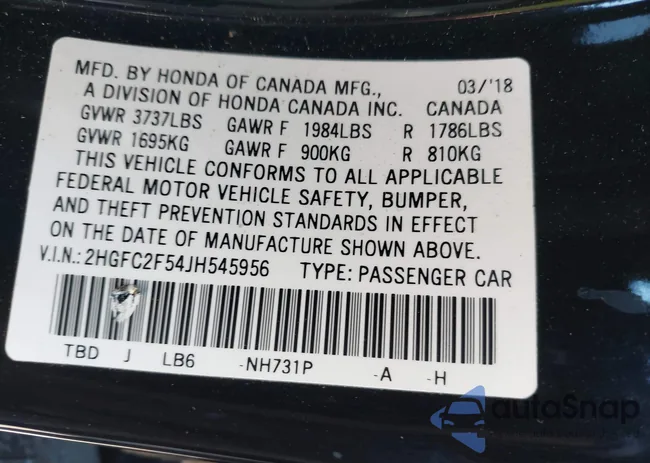 MFD. BY HONDA OF CANADA MFG., 03/'18
A DIVISION OF HONDA CANADA INC. CANADA
GVWR 3737LBS GAWR F 1984LBS R 1786LBS
GVWR 1695KG GAWR F 900KG R 810KG
THIS VEHICLE CONFORMS TO ALL APPLICABLE
FEDERAL MOTOR VEHICLE SAFETY, BUMPER,
AND THEFT PREVENTION STANDARDS IN EFFECT
ON THE DATE OF MANUFACTURE SHOWN ABOVE.
V.I.N.: 2HGFC2F54JH545956 TYPE: PASSENGER CAR
TBD J LB6 -NH731P -A -H
autoSnap